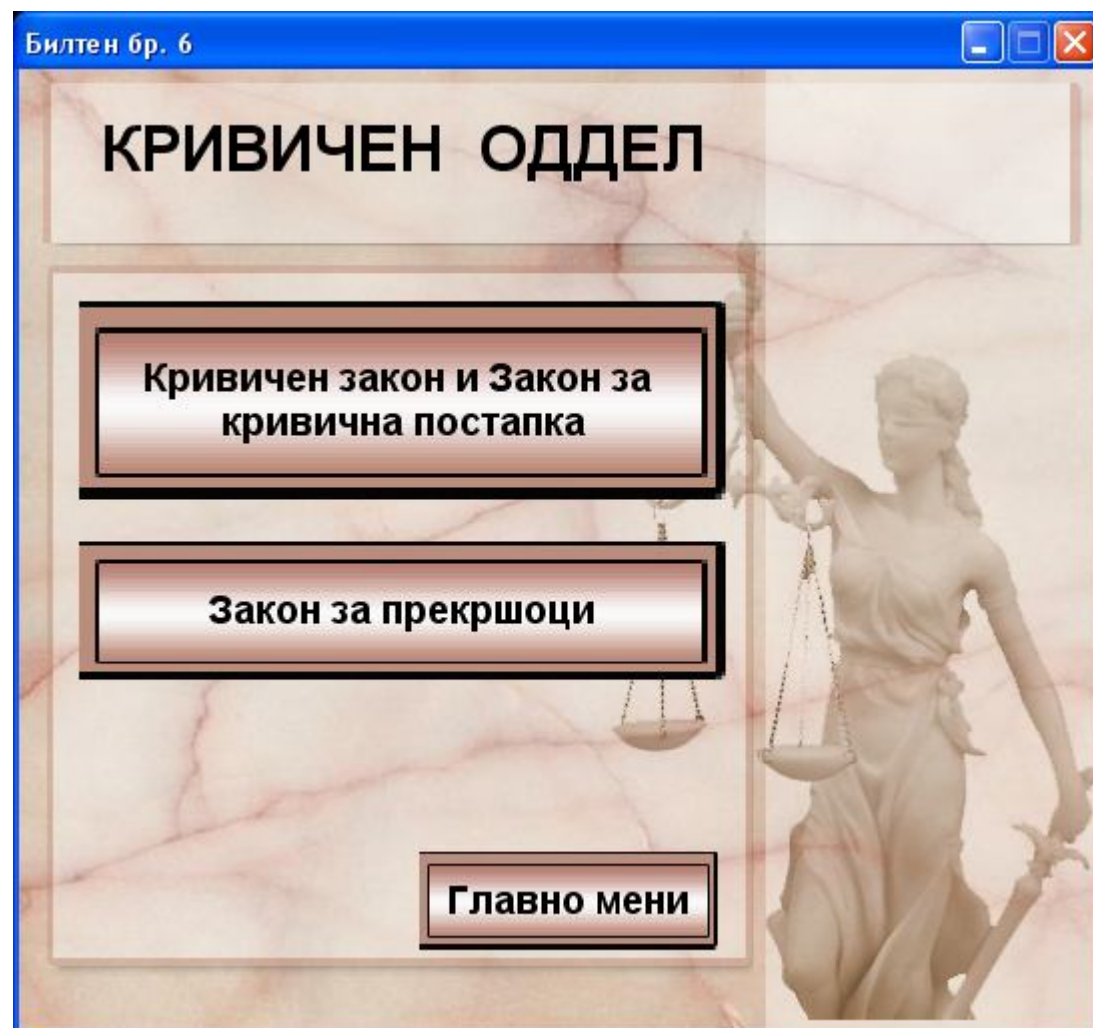 Билтен бр. 6
КРИВИЧЕН ОДДЕЛ
Кривичен закон и Закон за
кривична постапка
Закон за прекршоци
Главно мени